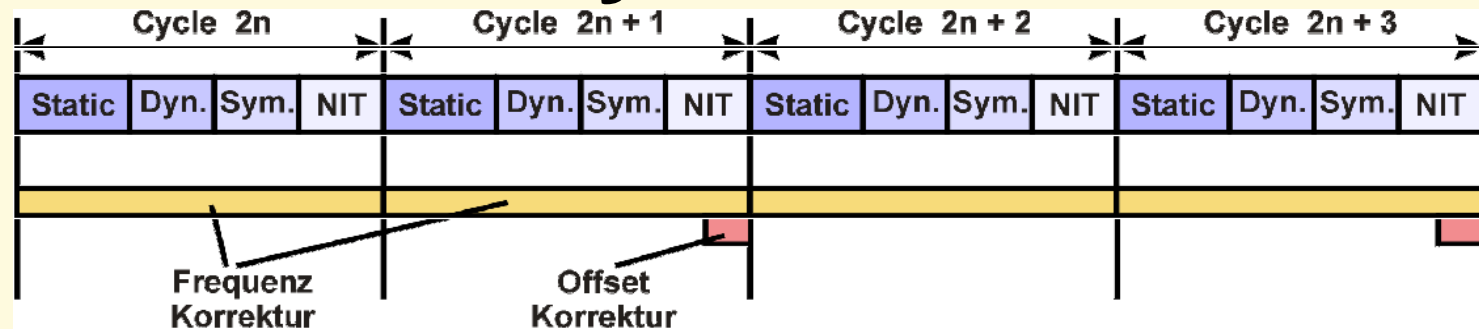 Cycle 2n Cycle 2n + 1 Cycle 2n + 2 Cycle 2n + 3
Static Dyn. Sym. NIT Static Dyn. Sym. NIT Static Dyn. Sym. NIT Static Dyn. Sym. NIT
Frequenz Offset
Korrektur Korrektur